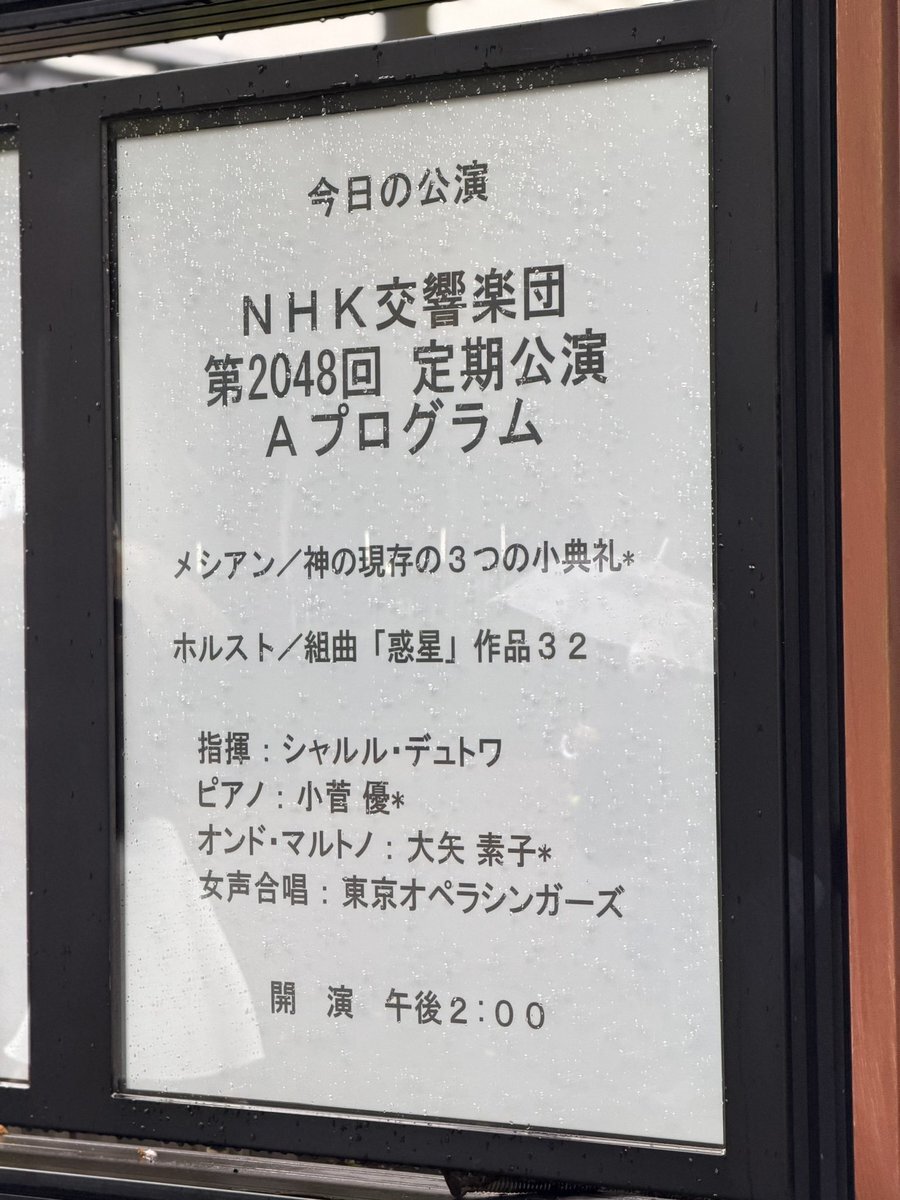 今日の公演
NHK交響楽団
第2048回 定期公演
Aプログラム
メシアン/神の現存の3つの小典礼*
ホルスト/組曲「惑星」作品32
指揮:シャルル・デュトワ
ピアノ:小菅 優*
オンド・マルトノ:大矢 素子*
女声合唱:東京オペラシンガーズ
開 演 午後2:00